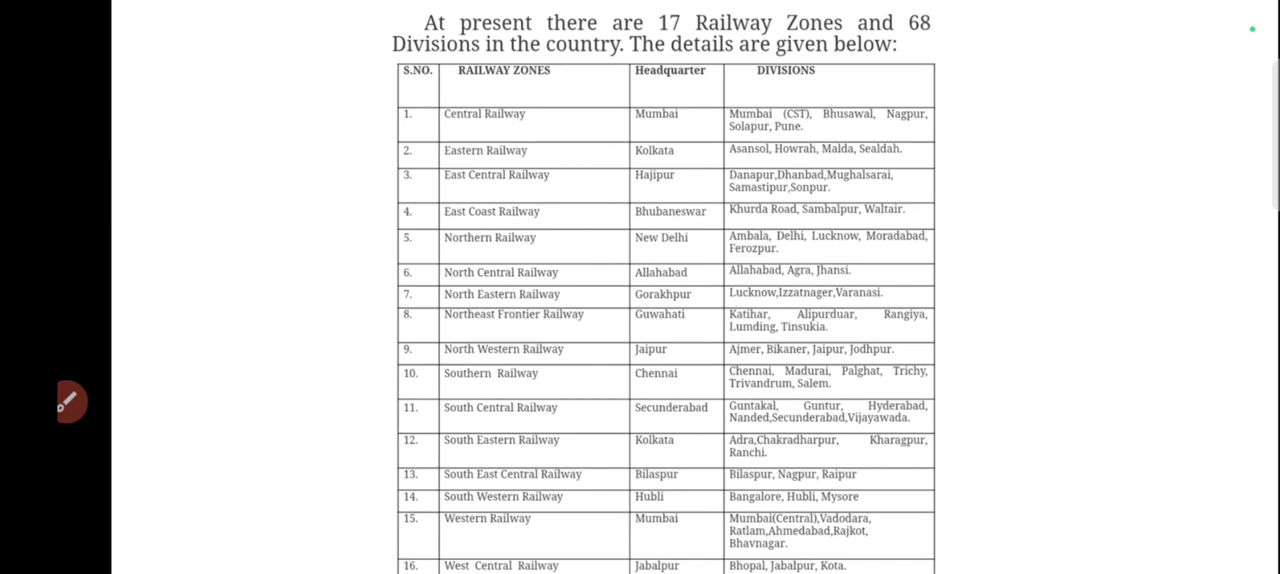 At present there are 17 Railway Zones and 68
Divisions in the country. The details are given below:
S.NO. RAILWAY ZONES Headquarter DIVISIONS
1. Central Railway Mumbai Mumbai (CST), Bhusawal, Nagpur,
Solapur, Pune.
2. Eastern Railway Kolkata Asansol, Howrah, Malda, Sealdah.
3. East Central Railway Hajipur Danapur,Dhanbad,Mughalsarai,
Samastipur,Sonpur.
4. East Coast Railway Bhubaneswar Khurda Road, Sambalpur, Waltair.
5. Northern Railway New Delhi Ambala, Delhi, Lucknow, Moradabad,
Ferozpur.
6. North Central Railway Allahabad Allahabad, Agra, Jhansi.
7. North Eastern Railway Gorakhpur Lucknow,Izzatnager,Varanasi.
8. Northeast Frontier Railway Guwahati Katihar, Alipurduar, Rangiya,
Lumding, Tinsukia.
9. North Western Railway Jaipur Ajmer, Bikaner, Jaipur, Jodhpur.
10. Southern Railway Chennai Chennai, Madurai, Palghat, Trichy,
Trivandrum, Salem.
11. South Central Railway Secunderabad Guntakal, Guntur, Hyderabad,
Nanded,Secunderabad,Vijayawada.
12. South Eastern Railway Kolkata Adra,Chakradharpur, Kharagpur,
Ranchi.
13. South East Central Railway Bilaspur Bilaspur, Nagpur, Raipur
14. South Western Railway Hubli Bangalore, Hubli, Mysore
15. Western Railway Mumbai Mumbai(Central),Vadodara,
Ratlam,Ahmedabad,Rajkot,
Bhavnagar.
16. West Central Railway Jabalpur Bhopal, Jabalpur, Kota.